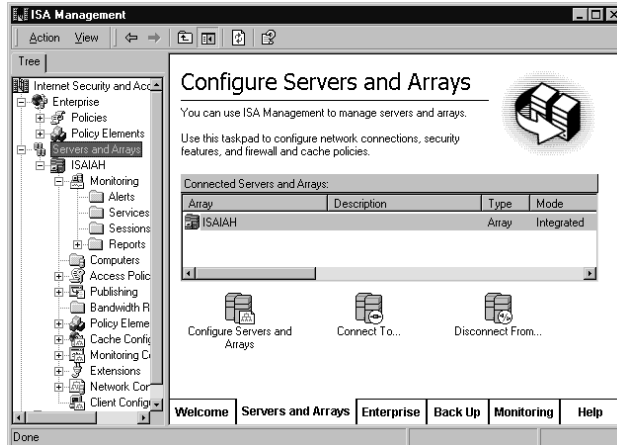 ISA Management
Action View
Tree
Internet Security and Acc
Enterprise
Policies
Policy Elements
Servers and Arrays
ISAIAH
Monitoring
Alerts
Services
Sessions
Reports
Computers
Access Polic
Publishing
Bandwidth R
Policy Eleme
Cache Config
Monitoring Co
Extensions
Network Con
Client Configu
Configure Servers and Arrays
You can use ISA Management to manage servers and arrays.
Use this taskpad to configure network connections, security
features, and firewall and cache policies.
Connected Servers and Arrays:
Array Description Type Mode
ISAIAH Array Integrated
Configure Servers and
Arrays
Connect To...
Disconnect From...
Welcome Servers and Arrays Enterprise Back Up Monitoring Help
Done